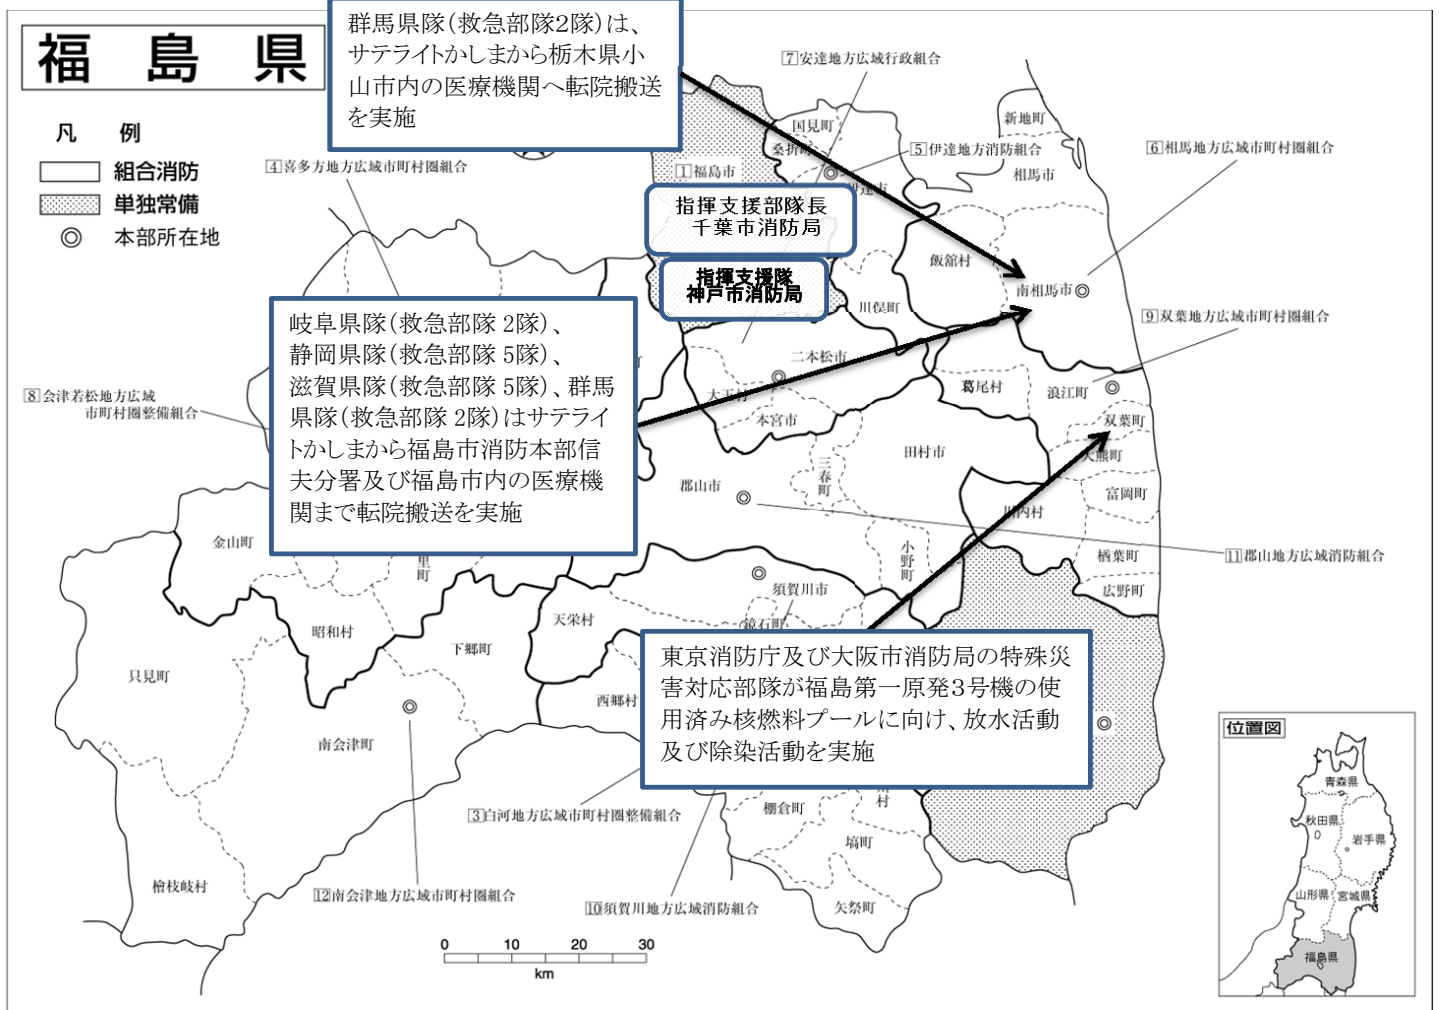 福島県
凡　例
組合消防
単独常備
本部所在地
群馬県隊（救急部隊2隊）は、
サテライトかしまから栃木県小
山市内の医療機関へ転院搬送
を実施
7 安達地方広域行政組合
4 喜多方地方広域市町村圏組合
5 伊達地方消防組合
6 相馬地方広域市町村圏組合
国見町
桑折町
新地町
相馬市
1 福島市
伊達市
指揮支援部隊長
千葉市消防局
指揮支援隊
神戸市消防局
飯舘村
川俣町
南相馬市
9 双葉地方広域市町村圏組合
岐阜県隊（救急部隊 2隊）、
静岡県隊（救急部隊 5隊）、
滋賀県隊（救急部隊 5隊）、群馬
県隊（救急部隊 2隊）はサテライ
トかしまから福島市消防本部信
夫分署及び福島市内の医療機
関まで転院搬送を実施
8 会津若松地方広域
市町村圏整備組合
二本松市
大玉村
本宮市
葛尾村
浪江町
双葉町
大熊町
田村市
三春町
郡山市
富岡町
川内村
楢葉町
広野町
小野町
11 郡山地方広域消防組合
金山町
里町
昭和村
下郷町
天栄村
須賀川市
鏡石町
西郷村
只見町
南会津町
檜枝岐村
東京消防庁及び大阪市消防局の特殊災
害対応部隊が福島第一原発3号機の使
用済み核燃料プールに向け、放水活動
及び除染活動を実施
3 白河地方広域市町村圏整備組合
棚倉町
村
塙町
矢祭町
12 南会津地方広域市町村圏組合
10 須賀川地方広域消防組合
0 10 20 30
km
位置図
青森県
秋田県
岩手県
山形県
宮城県
福島県